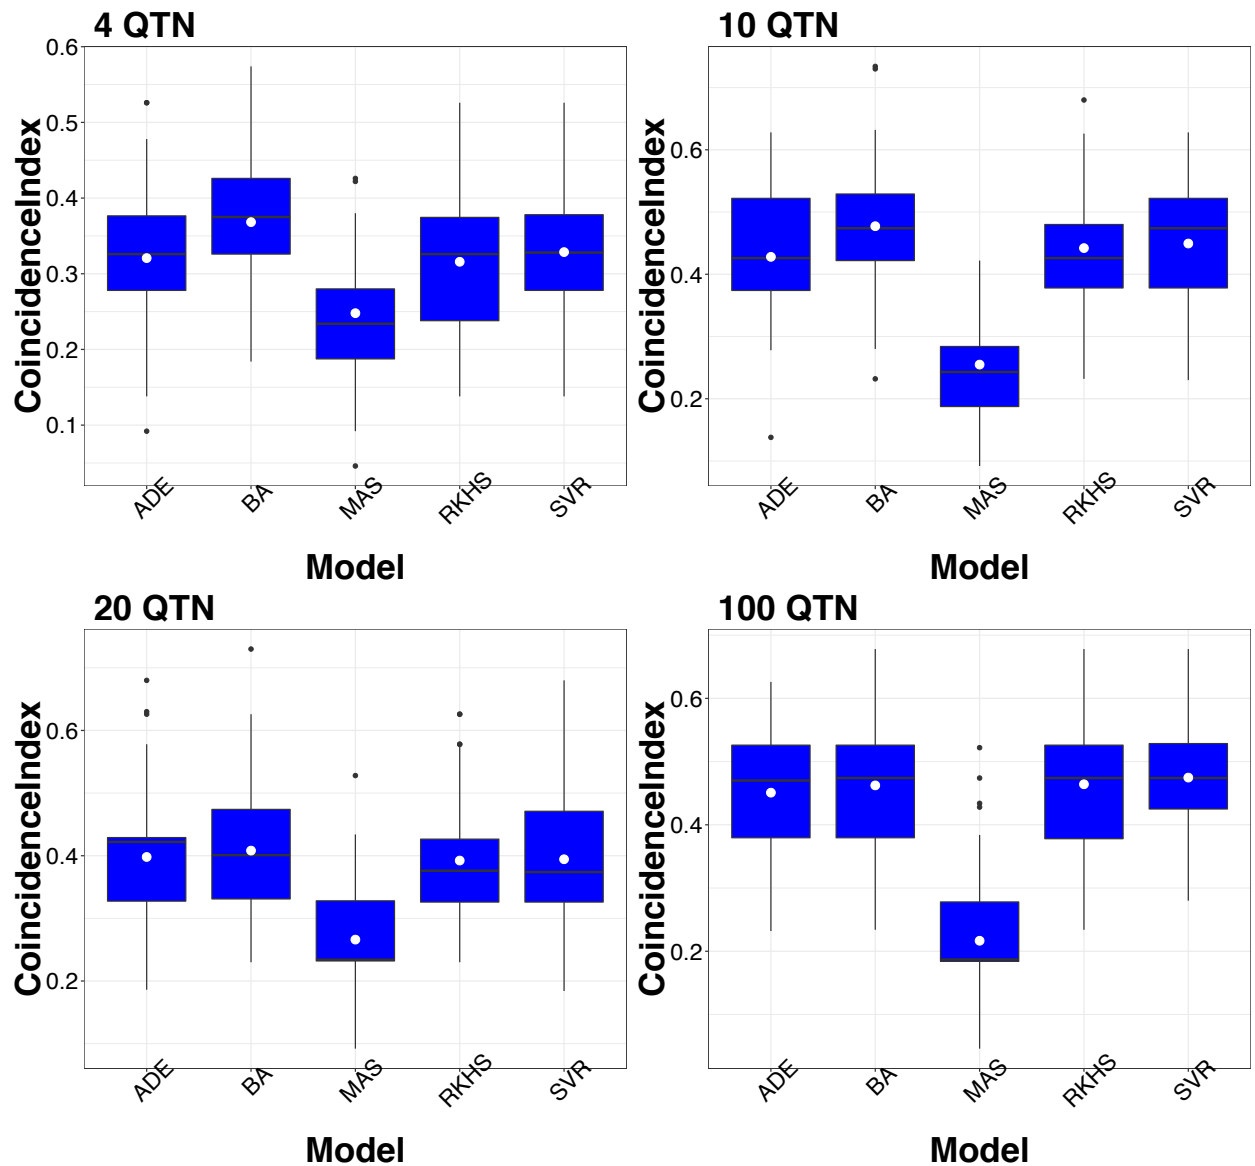 4 QTN
CoincidenceIndex
0.6
0.5
0.4
0.3
0.2
0.1
ADE BA MAS RKHS SVR
Model
10 QTN
CoincidenceIndex
0.6
0.4
0.2
ADE BA MAS RKHS SVR
Model
20 QTN
CoincidenceIndex
0.6
0.4
0.2
ADE BA MAS RKHS SVR
Model
100 QTN
CoincidenceIndex
0.6
0.4
0.2
ADE BA MAS RKHS SVR
Model